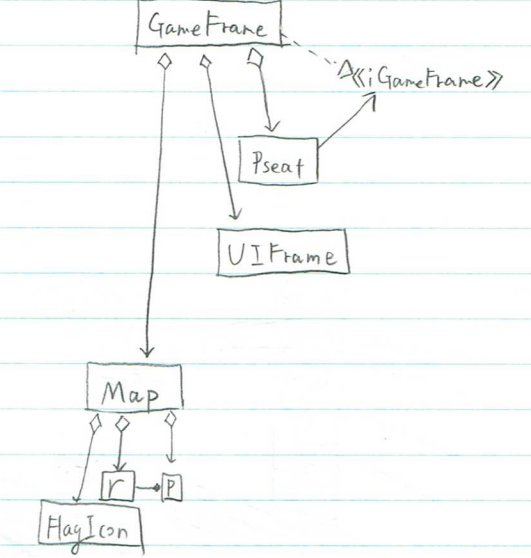 GameFrame
≪iGameFrame≫
Pseat
UIFrame
Map
r
P
FlagIcon